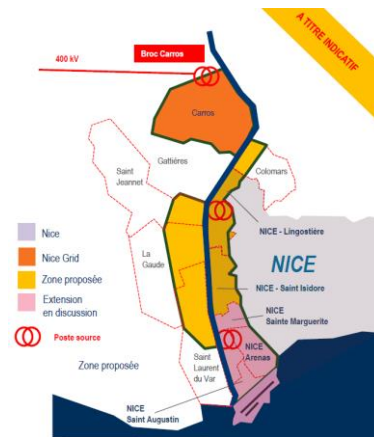 A TITRE INDICATIF
Broc Carros
400 kV
Carros
Gattières
Saint
Jeannet
Colomars
La
Gaude
NICE - Lingostière
NICE
NICE - Saint Isidore
NICE
Sainte Marguerite
NICE
Arenas
Saint
Laurent
du Var
NICE
Saint Augustin
Nice
Nice Grid
Zone proposée
Extension
en discussion
Poste source
Zone proposée